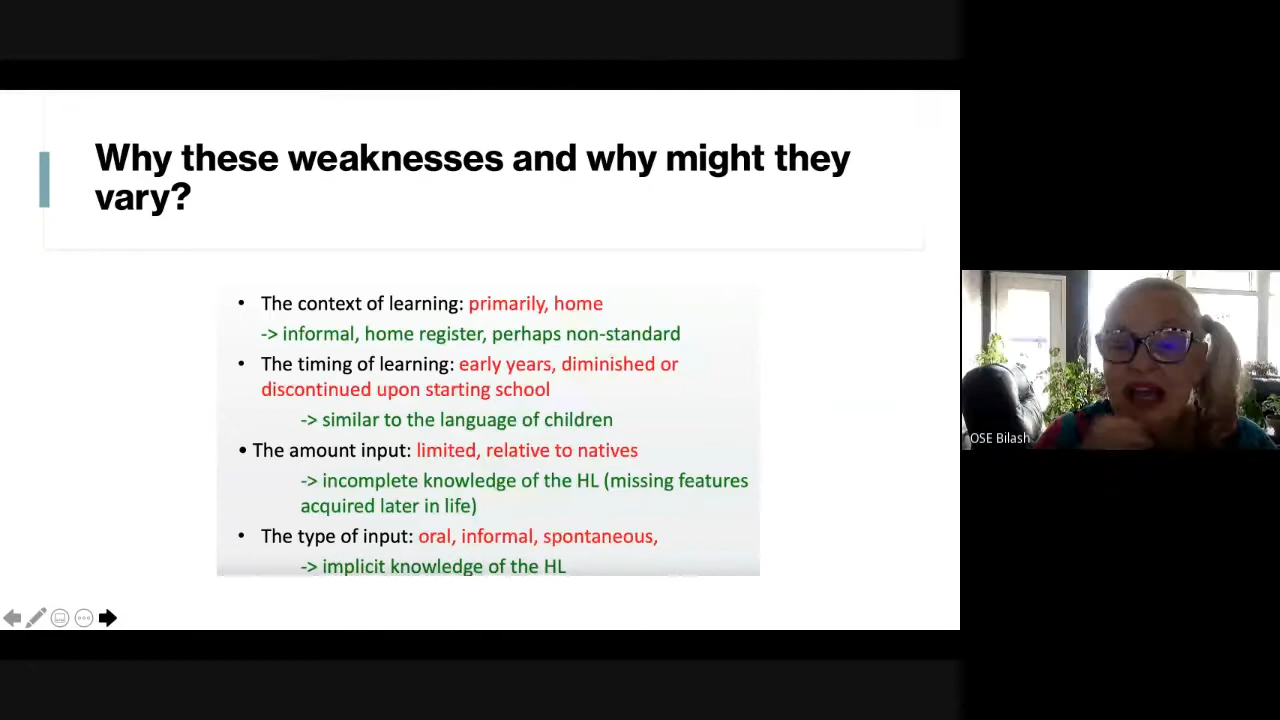 Why these weaknesses and why might they
vary?
• The context of learning: primarily, home
-> informal, home register, perhaps non-standard
• The timing of learning: early years, diminished or
discontinued upon starting school
-> similar to the language of children
• The amount input: limited, relative to natives
-> incomplete knowledge of the HL (missing features
acquired later in life)
• The type of input: oral, informal, spontaneous,
-> implicit knowledge of the HL
OSE Bilash